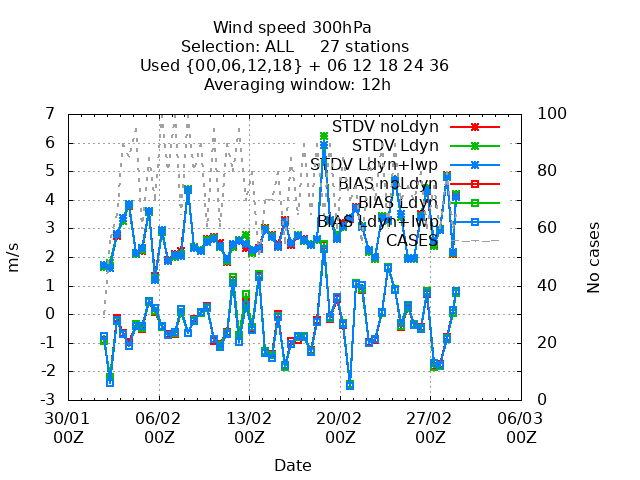 Wind speed 300hPa
Selection: ALL 27 stations
Used {00,06,12,18} + 06 12 18 24 36
Averaging window: 12h
7
6
5
4
3
2
1
0
-1
-2
-3
m/s
100
80
60
40
20
0
No cases
STDV noLdyn
STDV Ldyn
STDV Ldyn+lwp
BIAS noLdyn
BIAS Ldyn
BIAS Ldyn+lwp
CASES
30/01 06/02 13/02 20/02 27/02 06/03
00Z 00Z 00Z 00Z 00Z 00Z
Date